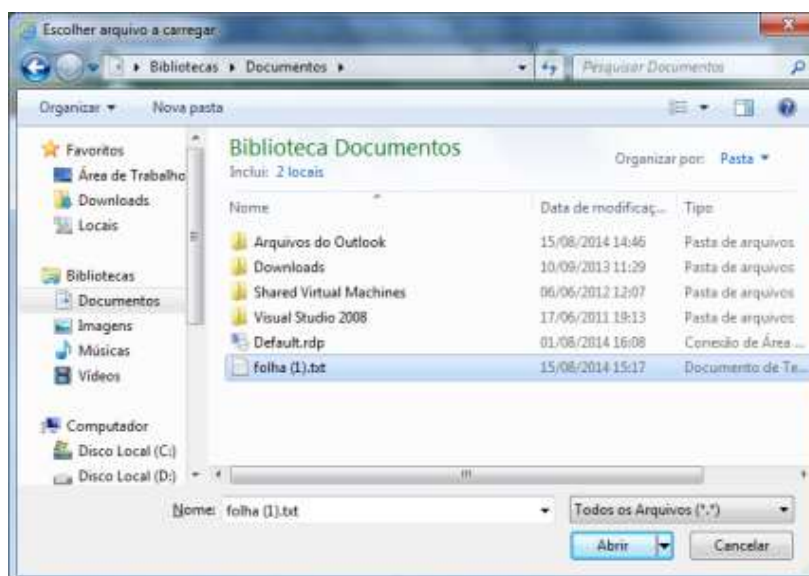 Escolher arquivo a carregar
Bibliotecas Documentos
Pesquisar Documentos
Organizar Nova pasta
Favoritos
Área de Trabalho
Downloads
Locais
Bibliotecas
Documentos
Imagens
Músicas
Vídeos
Computador
Disco Local (C:)
Disco Local (D:)
Biblioteca Documentos
Inclui: 2 locais
Organizar por: Pasta
Nome Data de modificaç... Tipo
Arquivos do Outlook 15/08/2014 14:46 Pasta de arquivos
Downloads 10/09/2013 11:29 Pasta de arquivos
Shared Virtual Machines 06/06/2012 12:07 Pasta de arquivos
Visual Studio 2008 17/06/2011 19:13 Pasta de arquivos
Default.rdp 01/08/2014 16:08 Conexão de Área ...
folha (1).txt 15/08/2014 15:17 Documento de Te...
Nome: folha (1).txt
Todos os Arquivos (*.*)
Abrir Cancelar